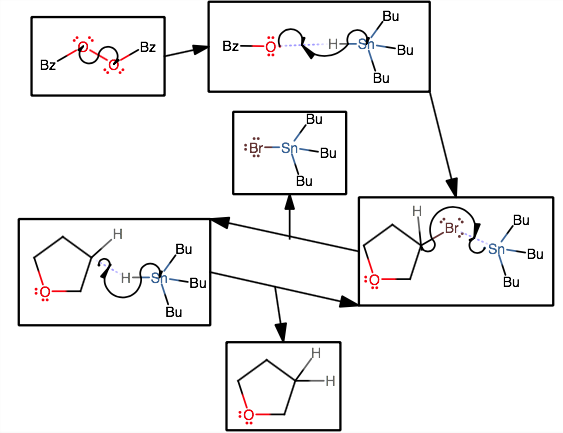 Bz O O Bz
Bz O H Sn Bu Bu Bu
Br Sn Bu Bu Bu
O H H Sn Bu Bu Bu
O H Br Sn Bu Bu Bu
O H H